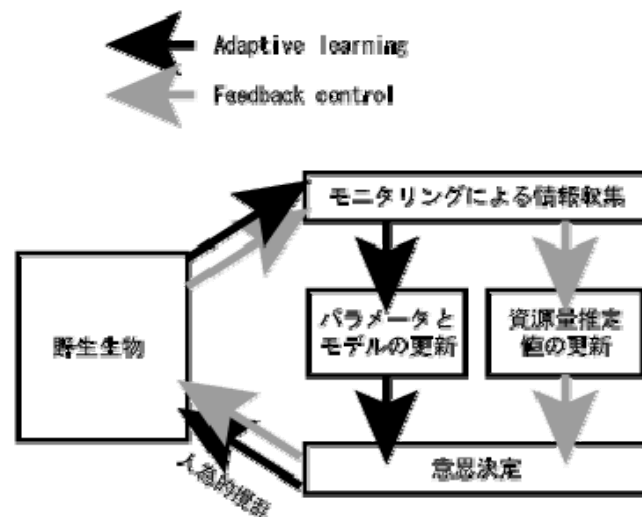 Adaptive learning
Feedback control
モニタリングによる情報収集
野生生物
パラメータと
モデルの更新
資源量推定
値の更新
意思決定
人為的撹乱